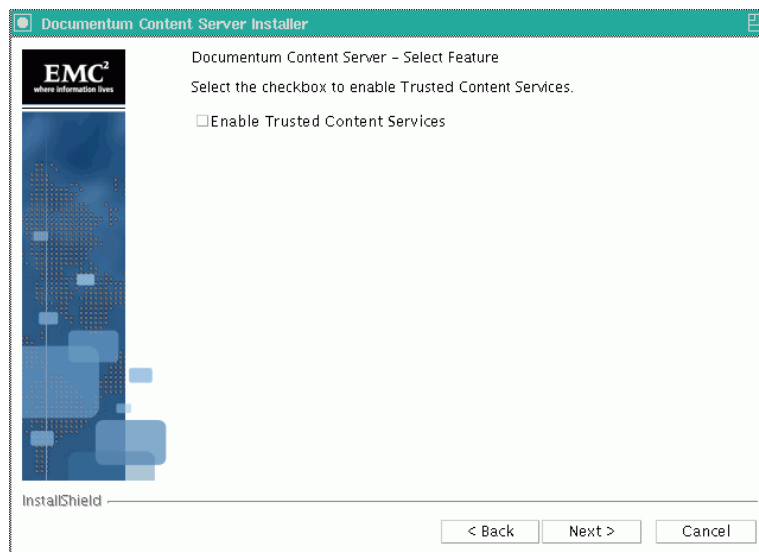 Documentum Content Server Installer
EMC²
where information lives
Documentum Content Server – Select Feature
Select the checkbox to enable Trusted Content Services.
Enable Trusted Content Services
InstallShield
< Back
Next >
Cancel